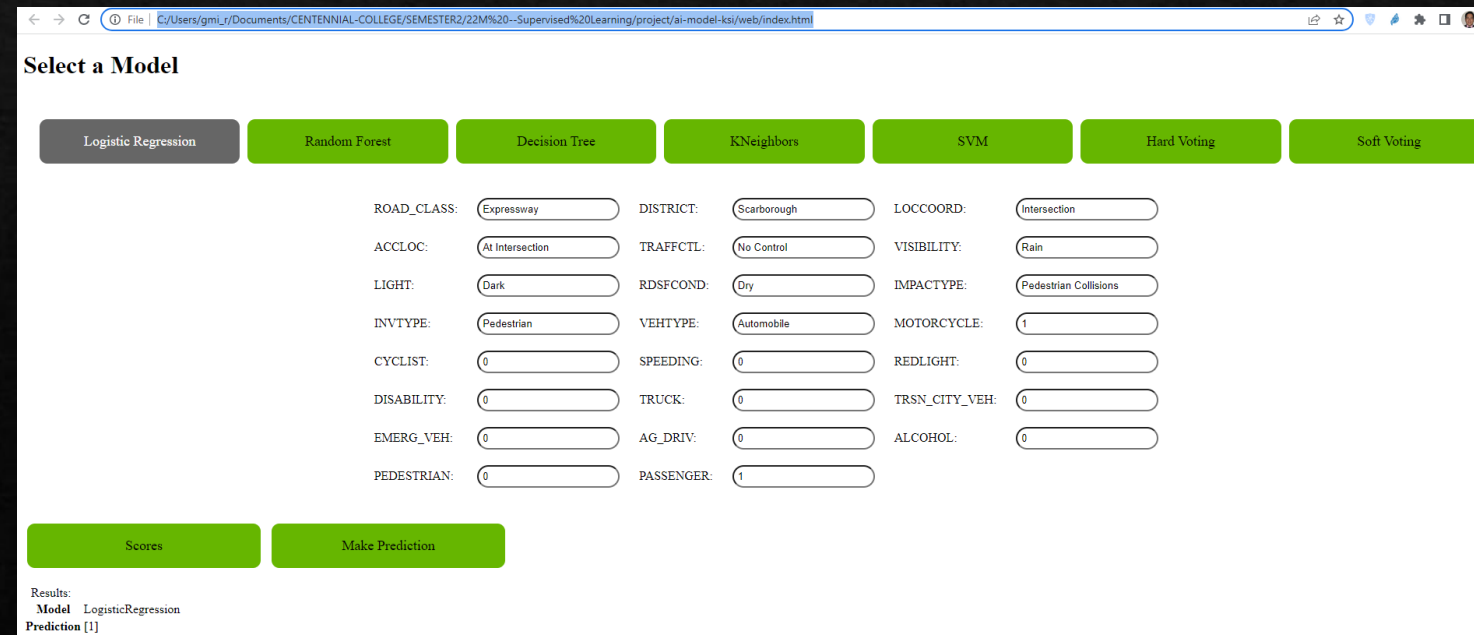 File C:/Users/gmi_r/Documents/CENTENNIAL-COLLEGE/SEMESTER2/22M%20--Supervised%20Learning/project/ai-model-ksi/web/index.html
Select a Model
Logistic Regression Random Forest Decision Tree KNeighbors SVM Hard Voting Soft Voting
ROAD_CLASS: Expressway DISTRICT: Scarborough LOCCOORD: Intersection
ACCLOC: At Intersection TRAFFCTL: No Control VISIBILITY: Rain
LIGHT: Dark RDSFCOND: Dry IMPACTYPE: Pedestrian Collisions
INVTYPE: Pedestrian VEHTYPE: Automobile MOTORCYCLE: 1
CYCLIST: 0 SPEEDING: 0 REDLIGHT: 0
DISABILITY: 0 TRUCK: 0 TRSN_CITY_VEH: 0
EMERG_VEH: 0 AG_DRIV: 0 ALCOHOL: 0
PEDESTRIAN: 0 PASSENGER: 1
Scores Make Prediction
Results:
Model LogisticRegression
Prediction [1]